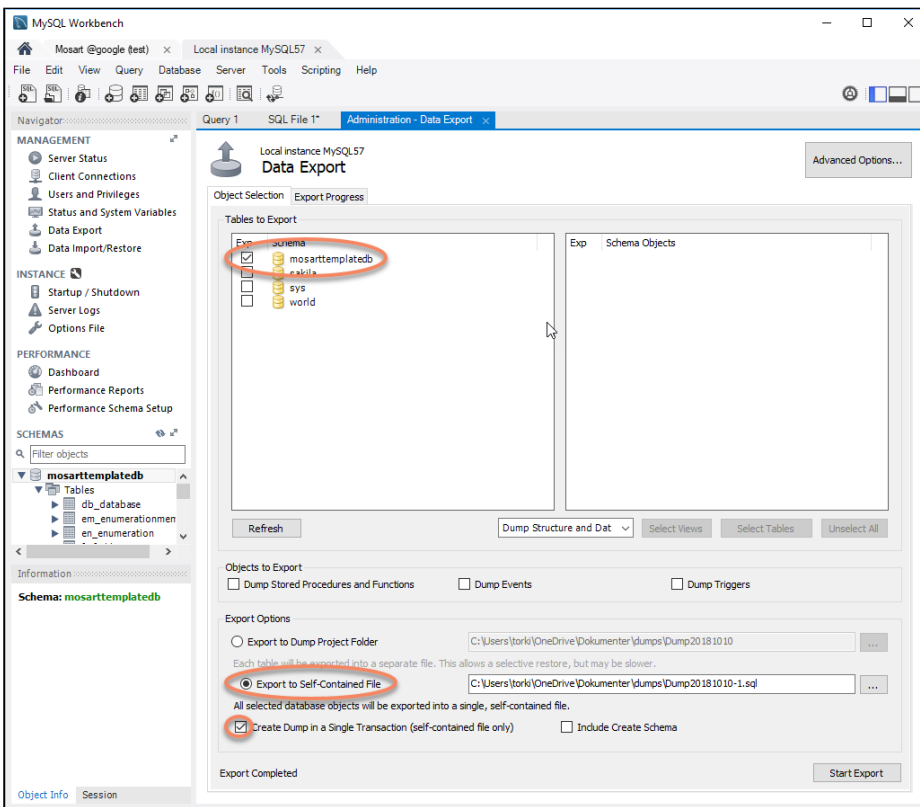 MySQL Workbench
Mosart @google (test) Local instance MySQL57
File Edit View Query Database Server Tools Scripting Help
Navigator
MANAGEMENT
Server Status
Client Connections
Users and Privileges
Status and System Variables
Data Export
Data Import/Restore
INSTANCE
Startup / Shutdown
Server Logs
Options File
PERFORMANCE
Dashboard
Performance Reports
Performance Schema Setup
SCHEMAS
Filter objects
mosarttemplatedb
Tables
db_database
em_enumerationmen
en_enumeration
Information
Schema: mosarttemplatedb
Object Info Session
Query 1 SQL File 1* Administration - Data Export
Local instance MySQL57
Data Export
Advanced Options...
Object Selection Export Progress
Tables to Export
Exp Schema
mosarttemplatedb
sakila
sys
world
Exp Schema Objects
Refresh Dump Structure and Dat Select Views Select Tables Unselect All
Objects to Export
Dump Stored Procedures and Functions Dump Events Dump Triggers
Export Options
Export to Dump Project Folder C:\Users\torki\OneDrive\Dokumenter\dumps\Dump20181010 ...
Each table will be exported into a separate file. This allows a selective restore, but may be slower.
Export to Self-Contained File C:\Users\torki\OneDrive\Dokumenter\dumps\Dump20181010-1.sql ...
All selected database objects will be exported into a single, self-contained file.
Create Dump in a Single Transaction (self-contained file only) Include Create Schema
Export Completed Start Export